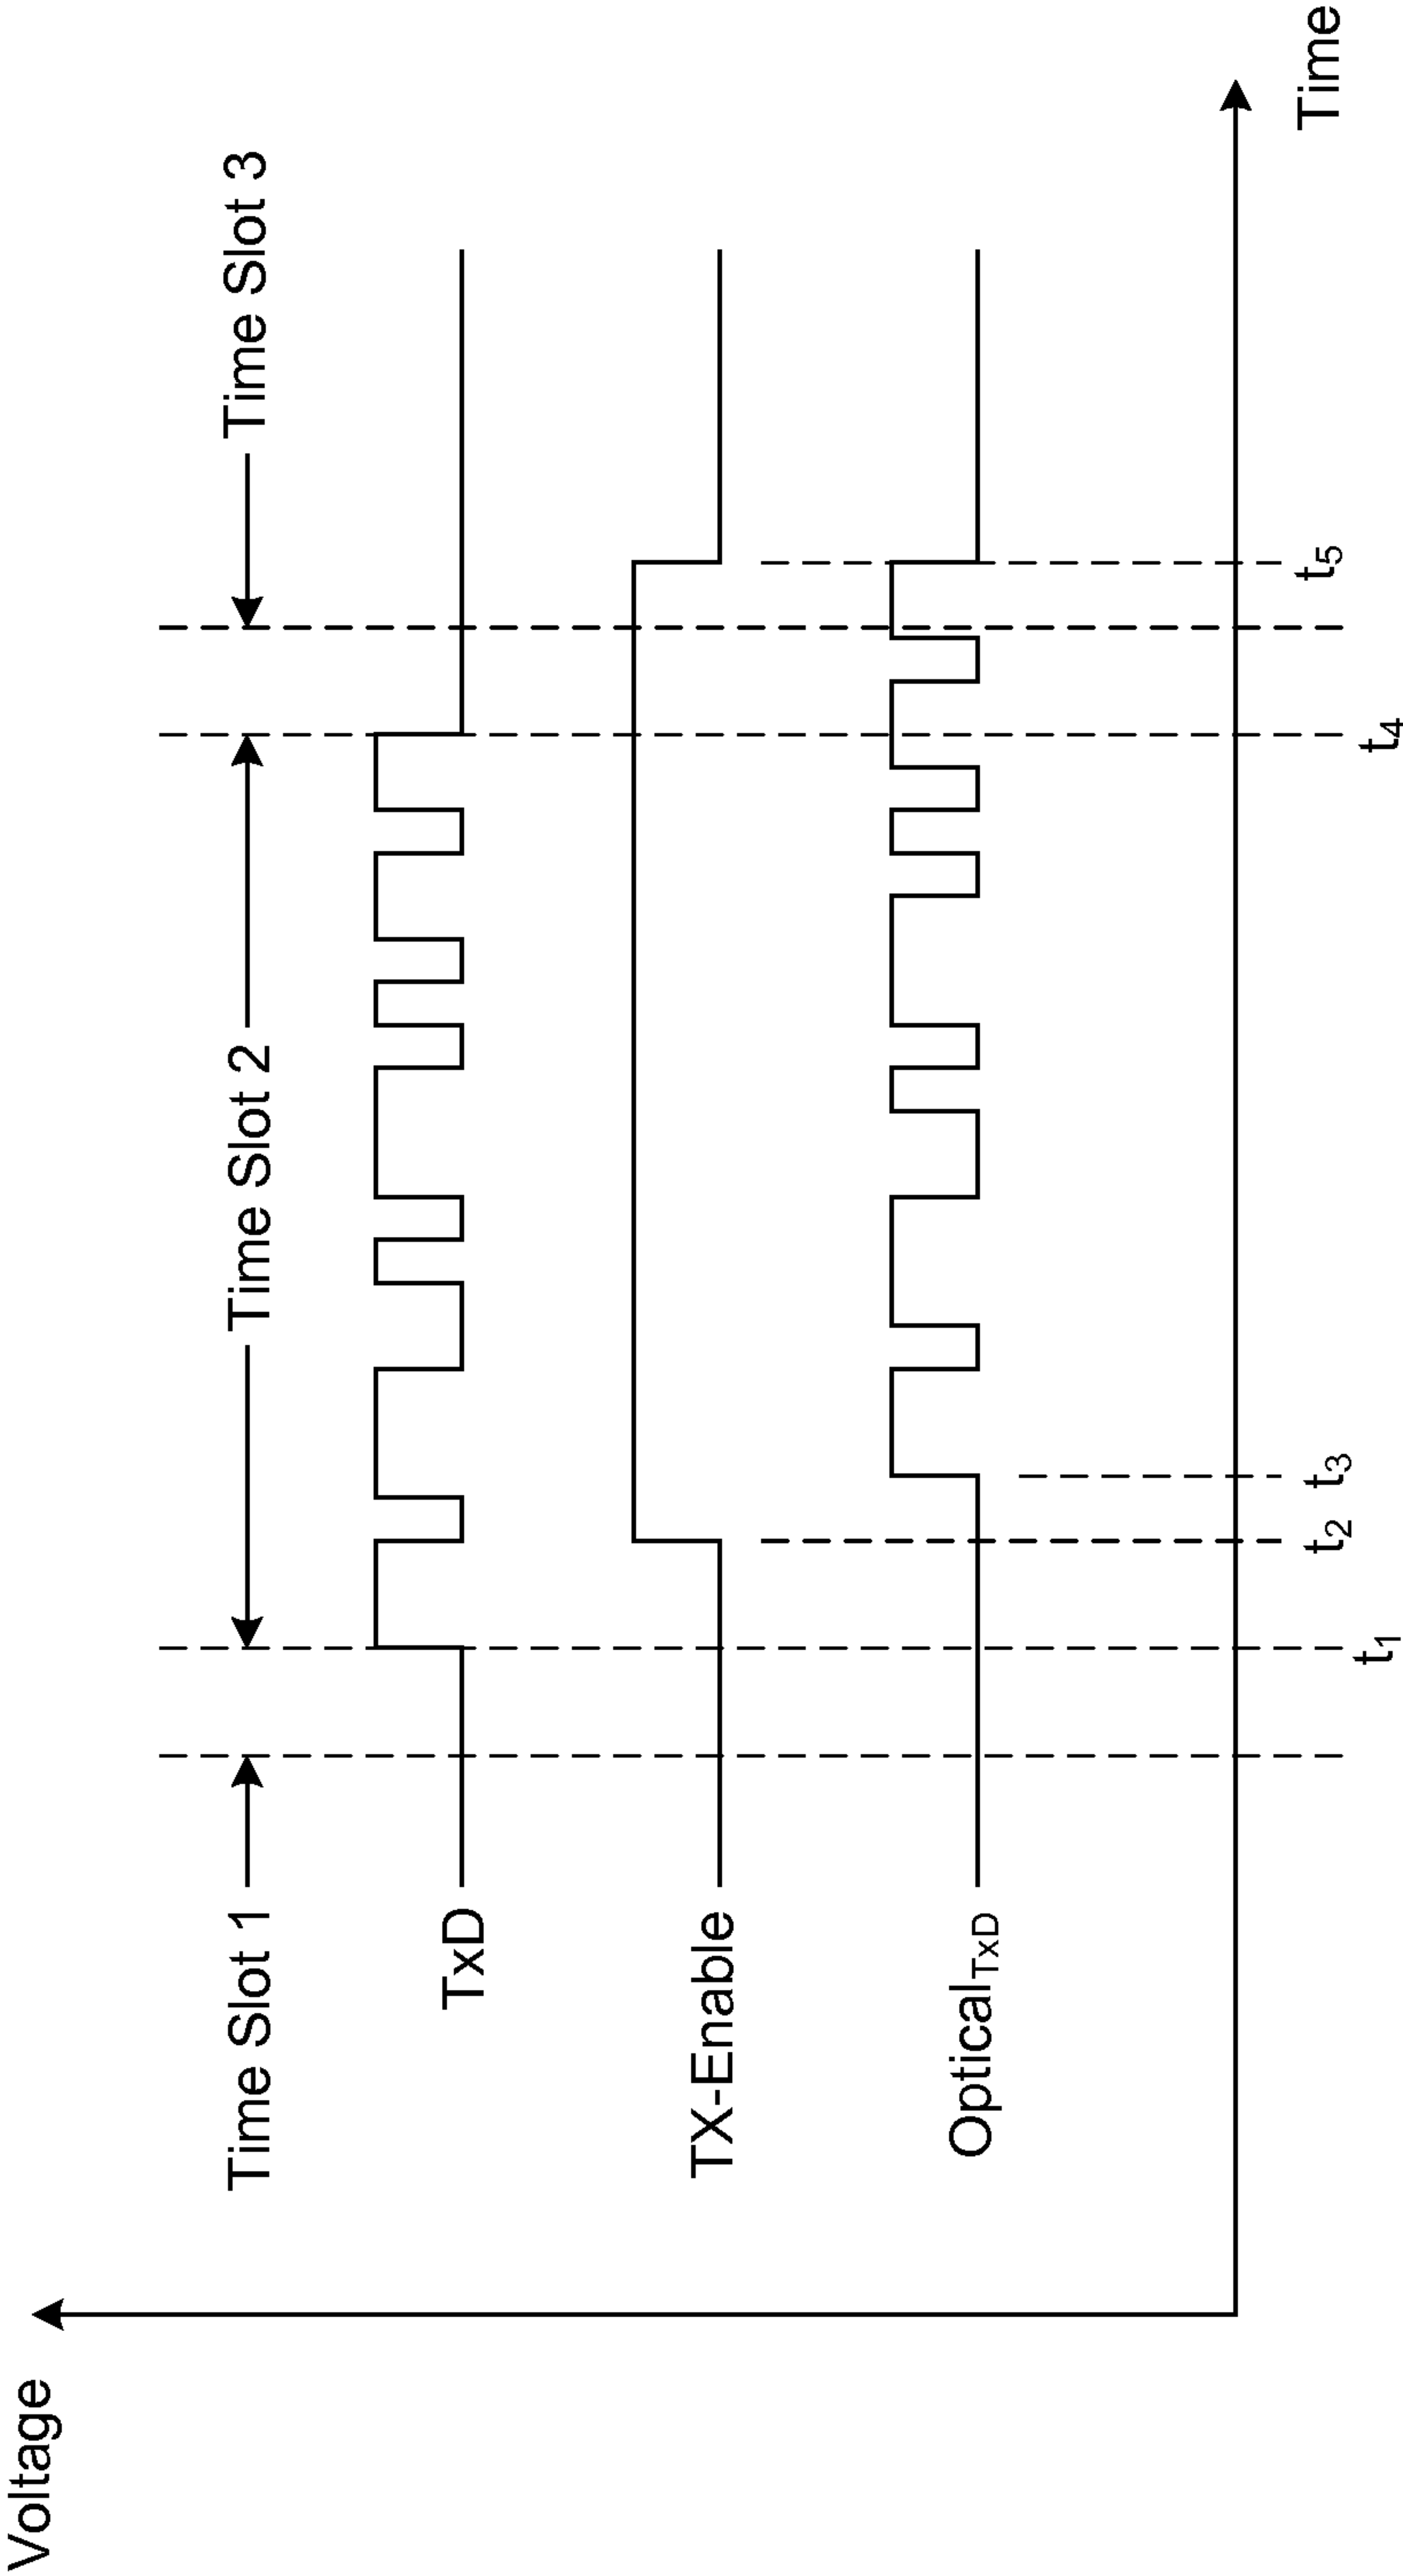 Voltage
Time Slot 1
Time Slot 2
Time Slot 3
TxD
TX-Enable
OpticalTxD
t1
t2
t3
t4
t5
Time